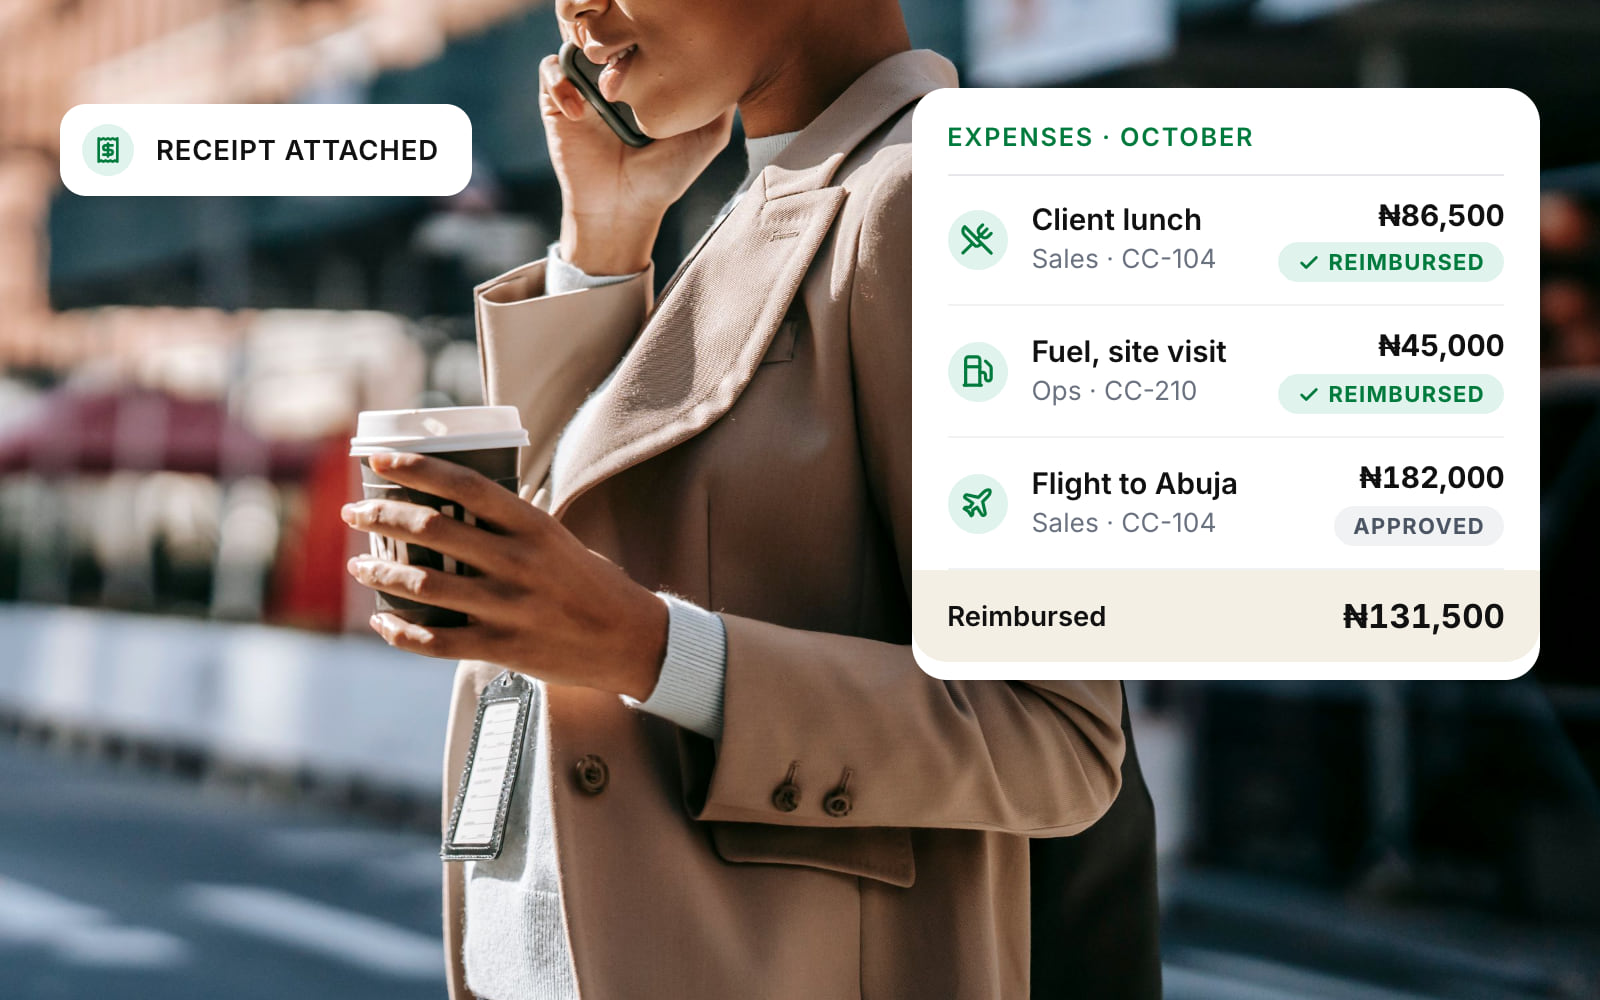 RECEIPT ATTACHED
EXPENSES · OCTOBER
Client lunch
₦86,500
Sales · CC-104
✓ REIMBURSED
Fuel, site visit
₦45,000
Ops · CC-210
✓ REIMBURSED
Flight to Abuja
₦182,000
Sales · CC-104
APPROVED
Reimbursed
₦131,500